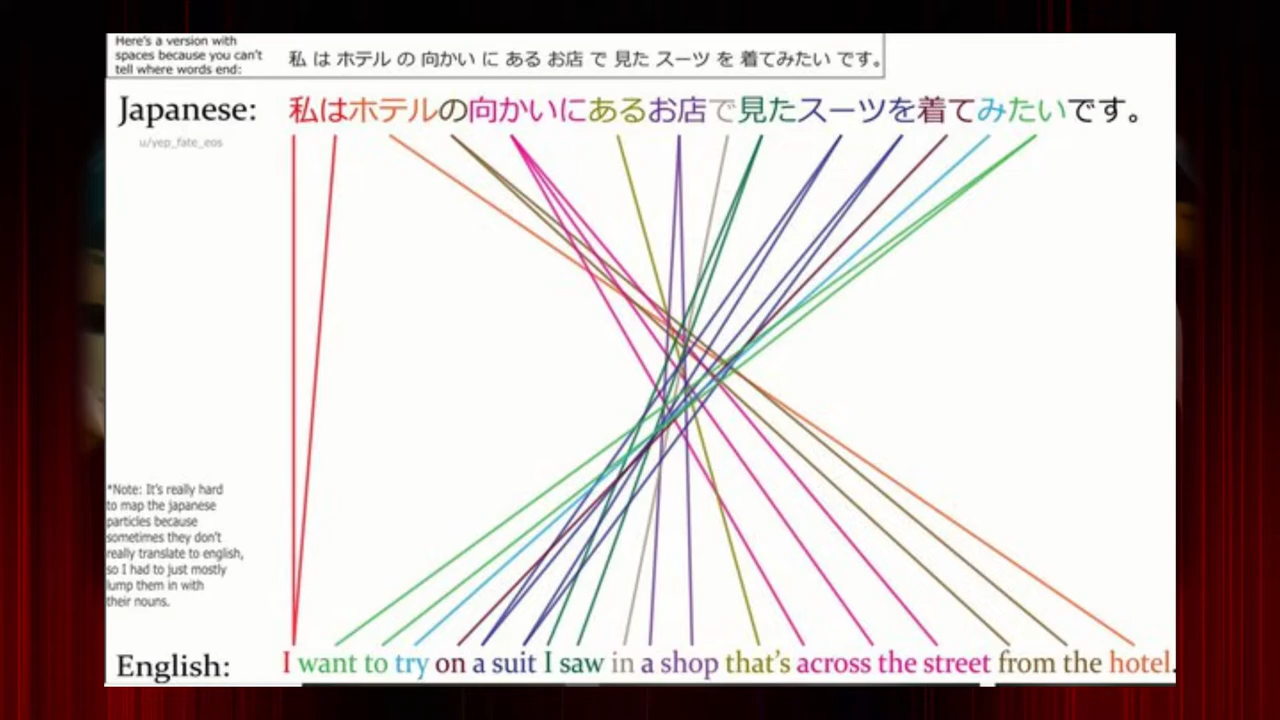 Here's a version with
spaces because you can't
tell where words end:
私 は ホテル の 向かい に ある お店 で 見た スーツ を 着てみたい です。
Japanese: 私はホテルの向かいにあるお店で見たスーツを着てみたいです。
u/yep_fate_eos
*Note: It's really hard
to map the japanese
particles because
sometimes they don't
really translate to english,
so I had to just mostly
lump them in with
their nouns.
English: I want to try on a suit I saw in a shop that's across the street from the hotel.